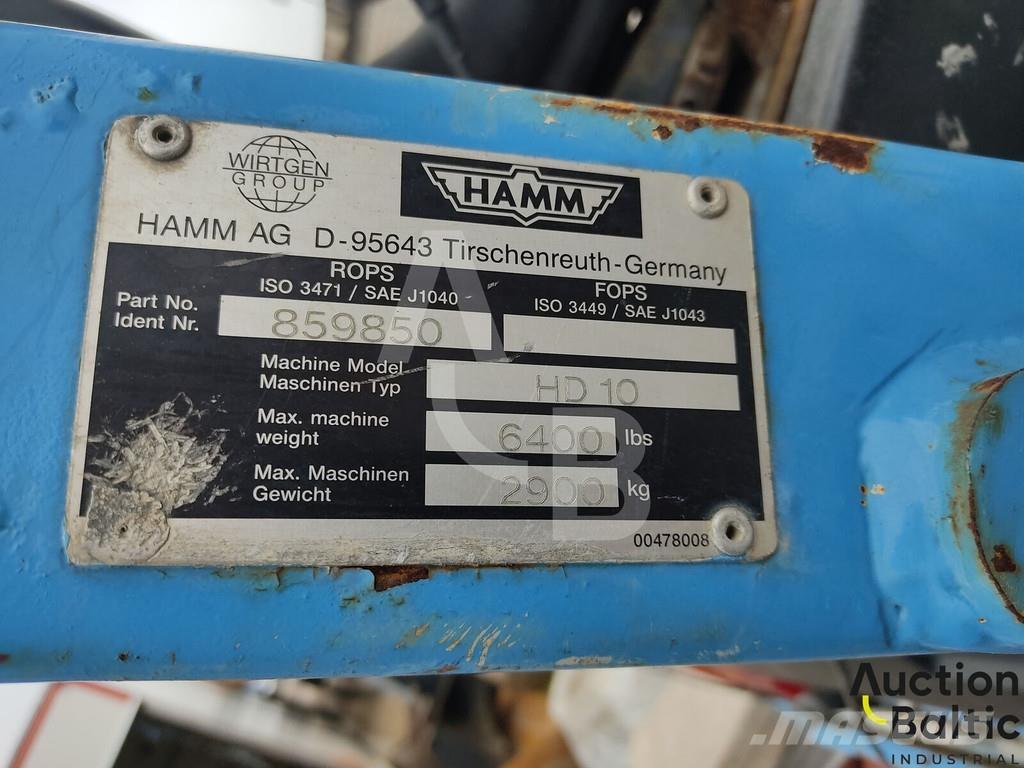 WIRTGEN
GROUP
HAMM
HAMM AG D-95643 Tirschenreuth-Germany
ROPS
ISO 3471 / SAE J1040
FOPS
ISO 3449 / SAE J1043
Part No.
Ident Nr.
859850
Machine Model
Maschinen Typ
HD 10
Max. machine
weight
6400 lbs
Max. Maschinen
Gewicht
2900 kg
00478008
A
B
Auction
Baltic
INDUSTRIAL
MASCUS